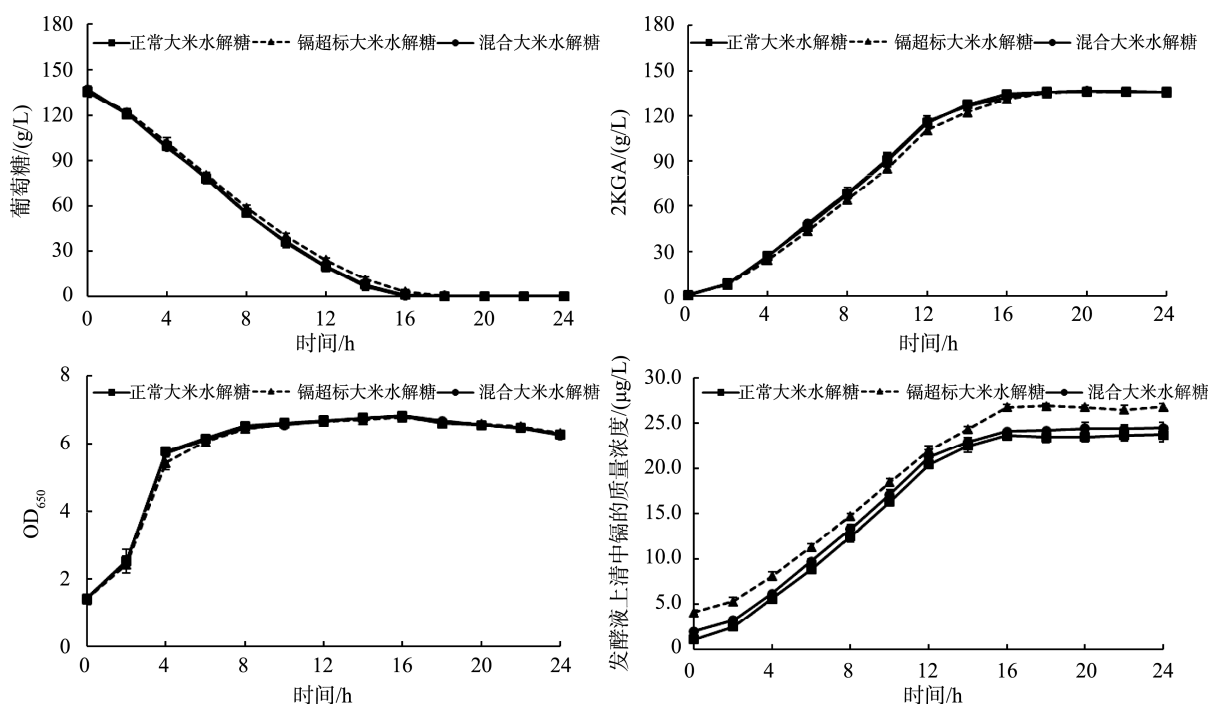 180
正常大米水解糖 镉超标大米水解糖 混合大米水解糖
150
120
90
60
30
0
葡萄糖/(g/L)
0 4 8 12 16 20 24
时间/h
180
正常大米水解糖 镉超标大米水解糖 混合大米水解糖
150
120
90
60
30
0
2KGA/(g/L)
0 4 8 12 16 20 24
时间/h
8
正常大米水解糖 镉超标大米水解糖 混合大米水解糖
6
4
2
0
OD650
0 4 8 12 16 20 24
时间/h
30.0
正常大米水解糖 镉超标大米水解糖 混合大米水解糖
25.0
20.0
15.0
10.0
5.0
0
发酵液上清中镉的质量浓度/(μg/L)
0 4 8 12 16 20 24
时间/h